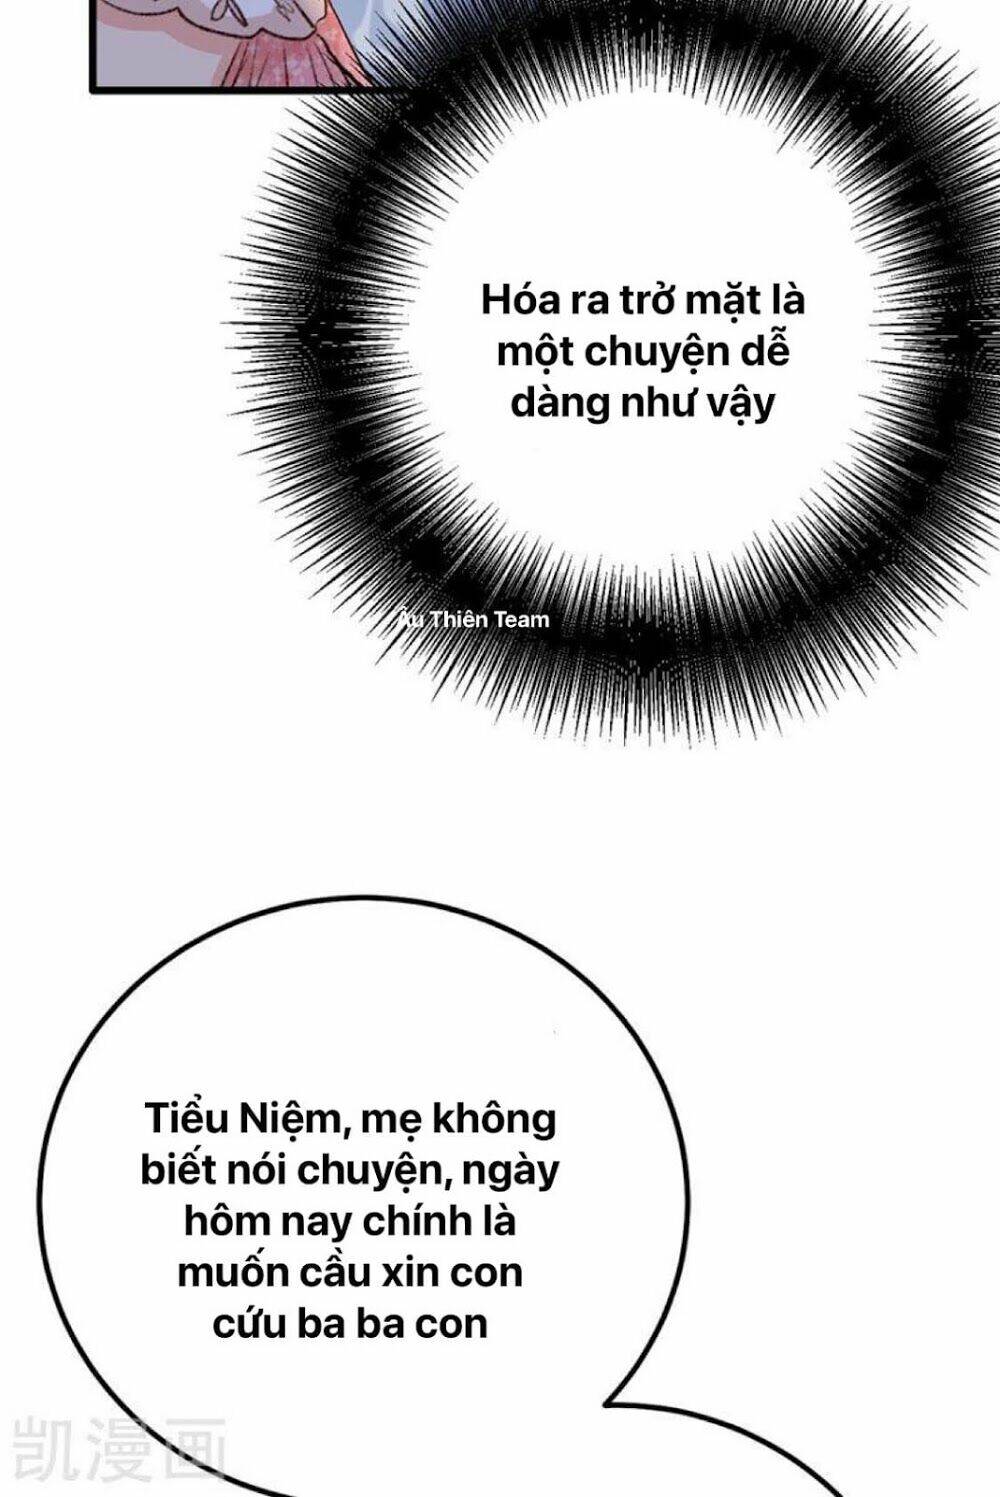 Hóa ra trở mặt là
một chuyện dễ
dàng như vậy
Âu Thiên Team
Tiểu Niệm, mẹ không
biết nói chuyện, ngày
hôm nay chính là
muốn cầu xin con
cứu ba ba con
凯漫画